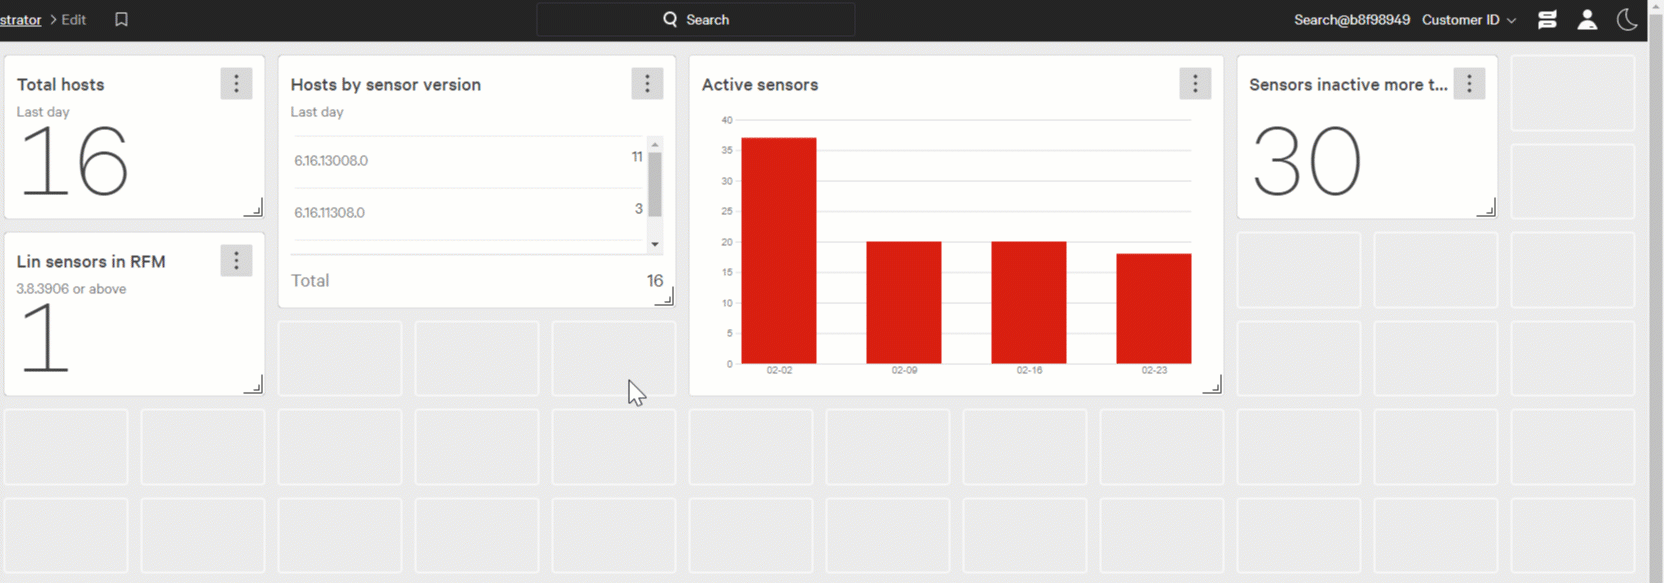 strator > Edit
Search
Search@b8f98949 Customer ID
Total hosts
Last day
16
Lin sensors in RFM
3.8.3906 or above
1
Hosts by sensor version
Last day
6.16.13008.0 11
6.16.11308.0 3
Total 16
Active sensors
40
35
30
25
20
15
10
5
0
02-02 02-09 02-16 02-23
Sensors inactive more t...
30